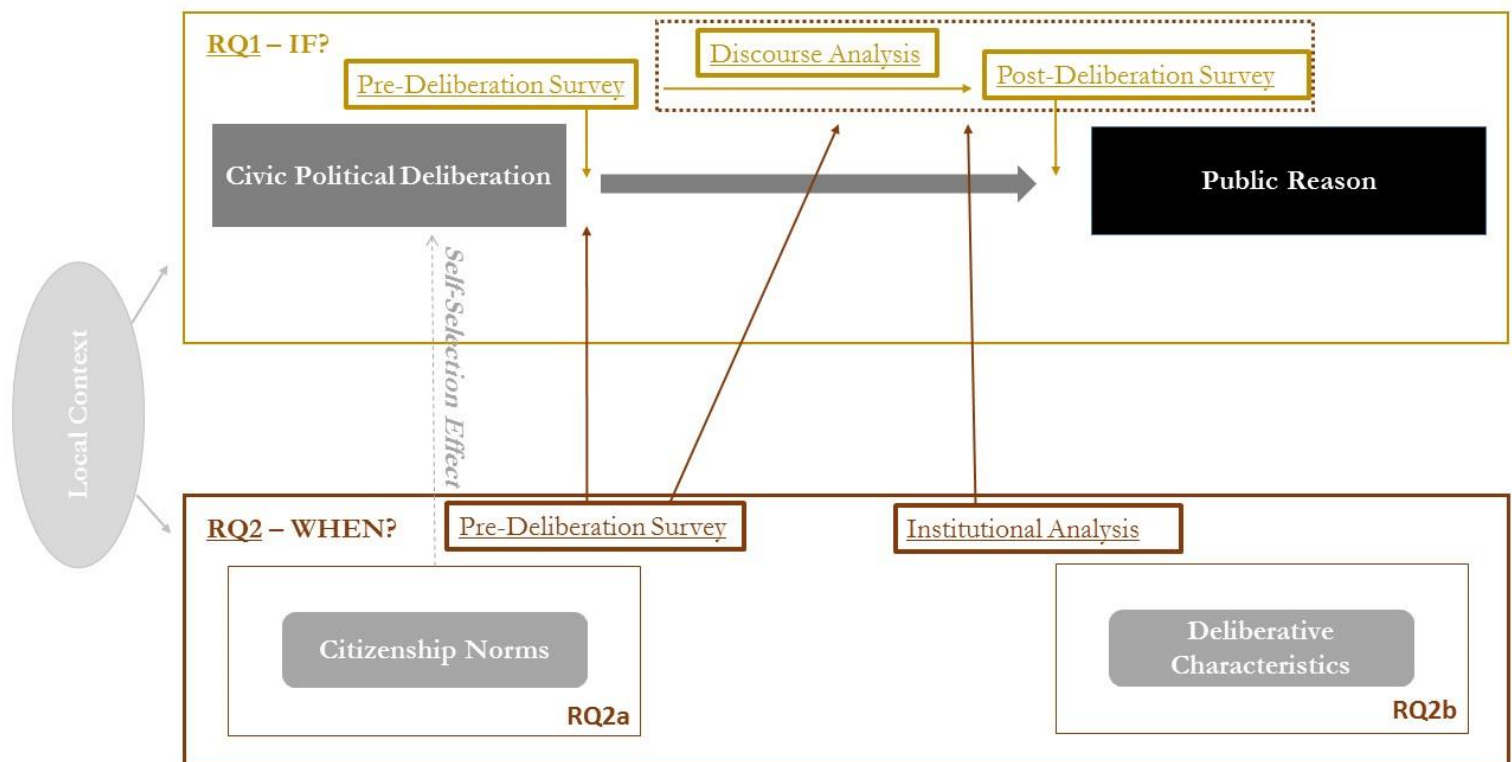 RQ1 – IF?
Discourse Analysis
Pre-Deliberation Survey
Post-Deliberation Survey
Civic Political Deliberation
Public Reason
Self-Selection Effect
Local Context
RQ2 – WHEN?
Pre-Deliberation Survey
Institutional Analysis
Citizenship Norms
Deliberative
Characteristics
RQ2a
RQ2b